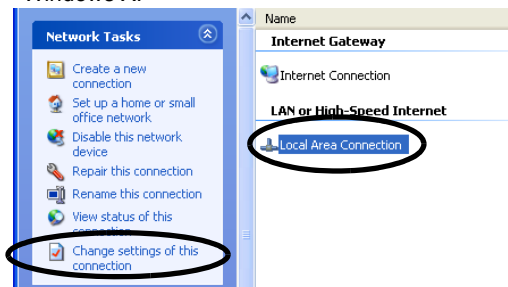 Name
Network Tasks
Internet Gateway
Create a new
connection
Internet Connection
Set up a home or small
office network
LAN or High-Speed Internet
Disable this network
device
Local Area Connection
Repair this connection
Rename this connection
View status of this
connection
Change settings of this
connection